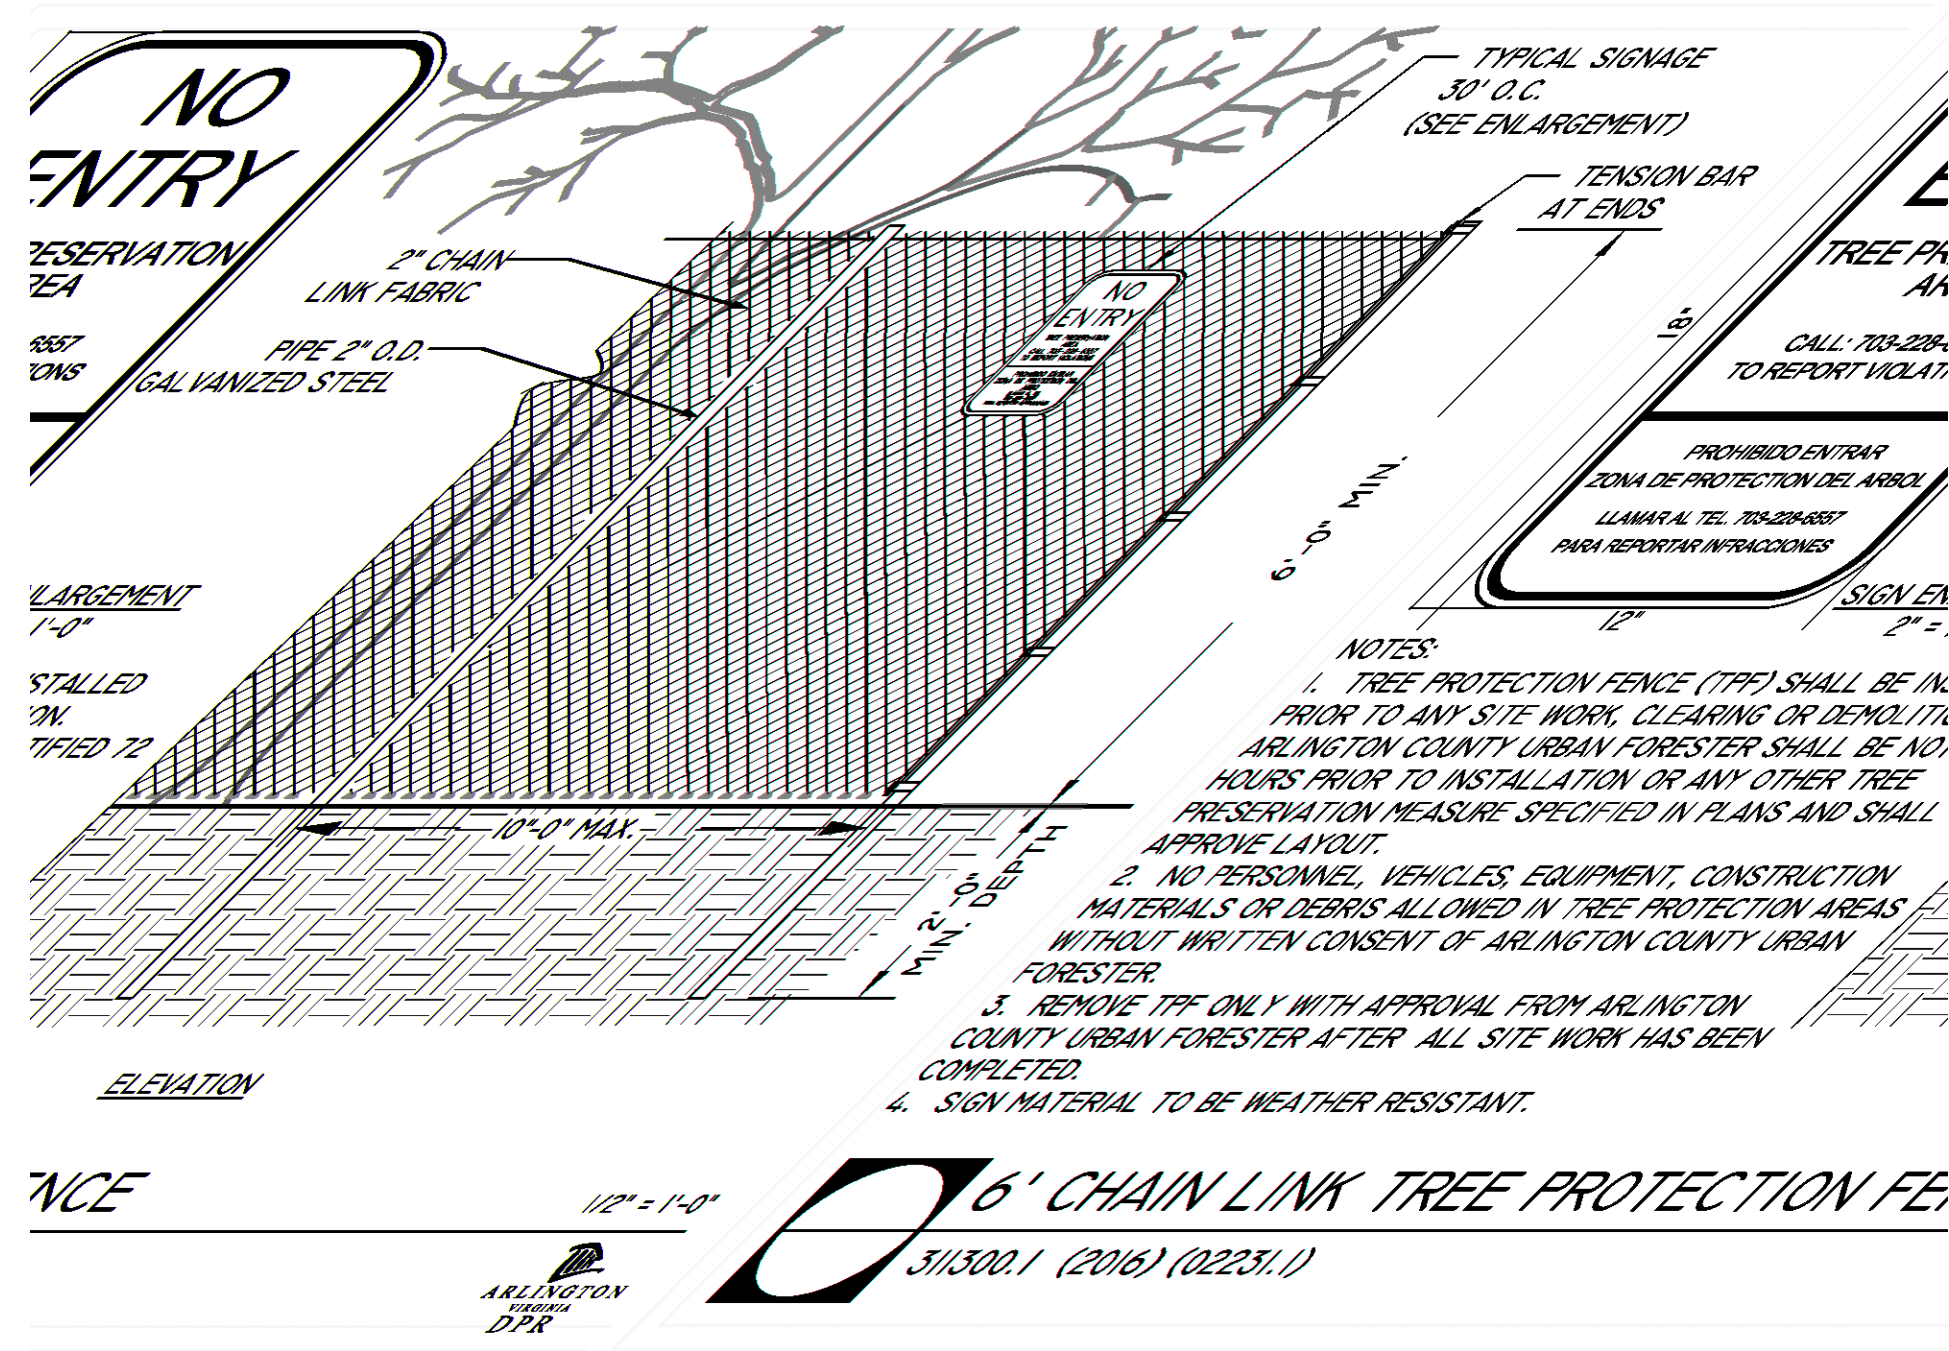 NO
ENTRY
RESERVATION
REA
6557
IONS
LARGEMENT
1'-0"
STALLED
ON.
TIFIED 72
2" CHAIN
LINK FABRIC
PIPE 2" O.D.
GALVANIZED STEEL
TYPICAL SIGNAGE
30' O.C.
(SEE ENLARGEMENT)
TENSION BAR
AT ENDS
NO
ENTRY
6'-0" MIN.
10"-0" MAX.
MIN. 2'-0"
DEPTH
ELEVATION
18"
12"
E
TREE PR
AR
CALL: 703-228-
TO REPORT VIOLATI
PROHIBIDO ENTRAR
ZONA DE PROTECTION DEL ARBOL
LLAMAR AL TEL. 703-228-6557
PARA REPORTAR INFRACCIONES
SIGN EN
2" =
NOTES:
1. TREE PROTECTION FENCE (TPF) SHALL BE INS
PRIOR TO ANY SITE WORK, CLEARING OR DEMOLITIO
ARLINGTON COUNTY URBAN FORESTER SHALL BE NOT
HOURS PRIOR TO INSTALLATION OR ANY OTHER TREE
PRESERVATION MEASURE SPECIFIED IN PLANS AND SHALL
APPROVE LAYOUT.
2. NO PERSONNEL, VEHICLES, EQUIPMENT, CONSTRUCTION
MATERIALS OR DEBRIS ALLOWED IN TREE PROTECTION AREAS
WITHOUT WRITTEN CONSENT OF ARLINGTON COUNTY URBAN
FORESTER.
3. REMOVE TPF ONLY WITH APPROVAL FROM ARLINGTON
COUNTY URBAN FORESTER AFTER ALL SITE WORK HAS BEEN
COMPLETED.
4. SIGN MATERIAL TO BE WEATHER RESISTANT.
NCE
1/2" = 1'-0"
ARLINGTON
VIRGINIA
DPR
6' CHAIN LINK TREE PROTECTION FE
311300.1 (2016) (02231.1)